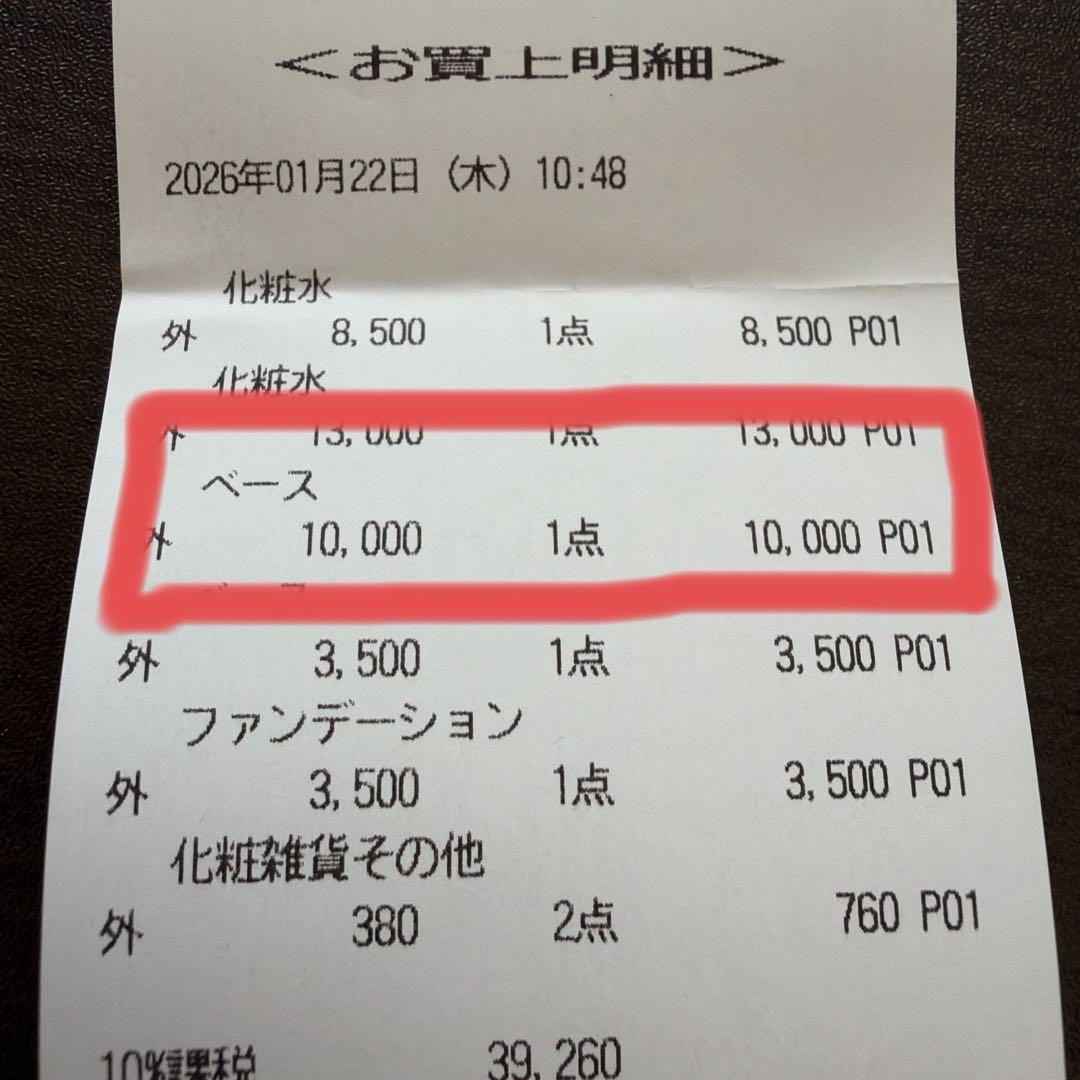 ＜お買上明細＞
2026年01月22日（木）10:48
化粧水
外 8,500 1点 8,500 P01
化粧水
外 13,000 1点 13,000 P01
ベース
外 10,000 1点 10,000 P01
外 3,500 1点 3,500 P01
ファンデーション
外 3,500 1点 3,500 P01
化粧雑貨その他
外 380 2点 760 P01
10%課税 39,260